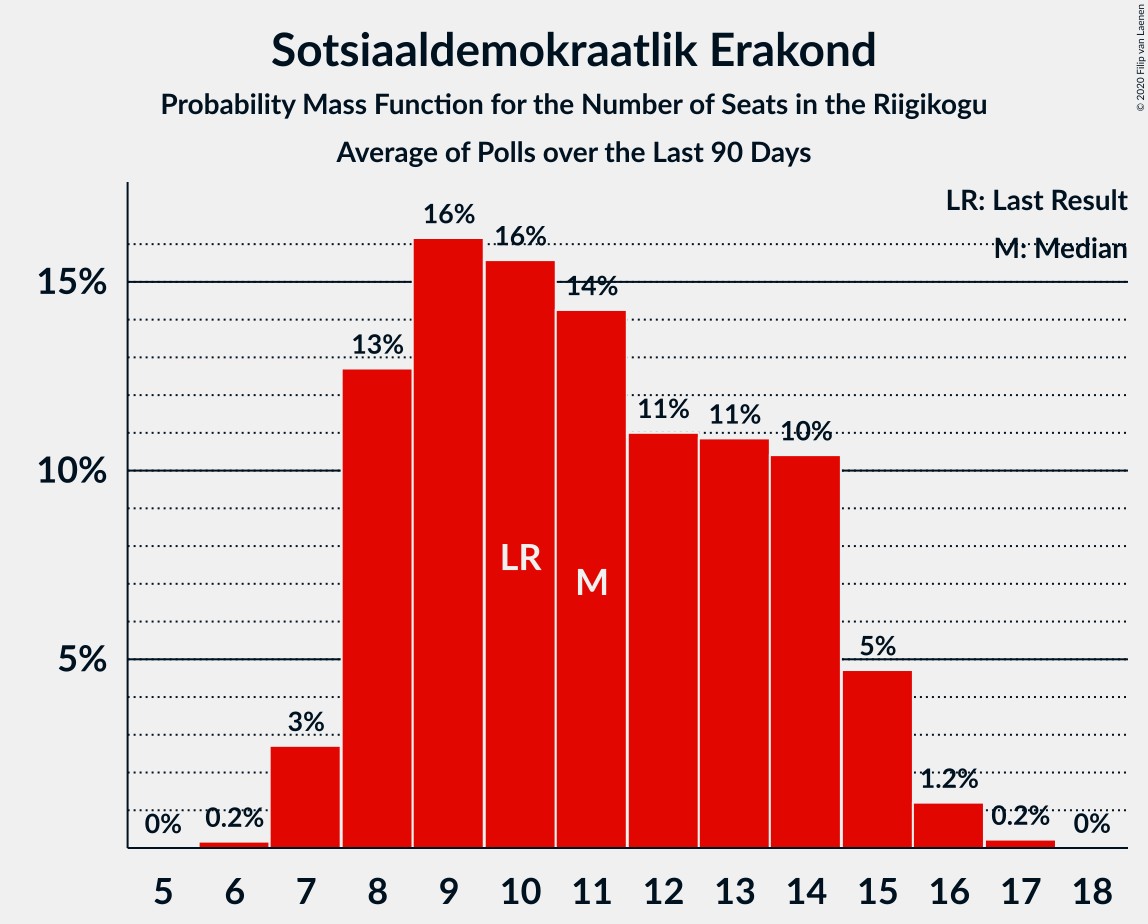 Sotsiaaldemokraatlik Erakond
Probability Mass Function for the Number of Seats in the Riigikogu
Average of Polls over the Last 90 Days
© 2020 Filip van Laenen
LR: Last Result
M: Median
15%
10%
5%
0%
0.2%
3%
13%
16%
16%
14%
11%
11%
10%
5%
1.2%
0.2%
0%
LR
M
5 6 7 8 9 10 11 12 13 14 15 16 17 18